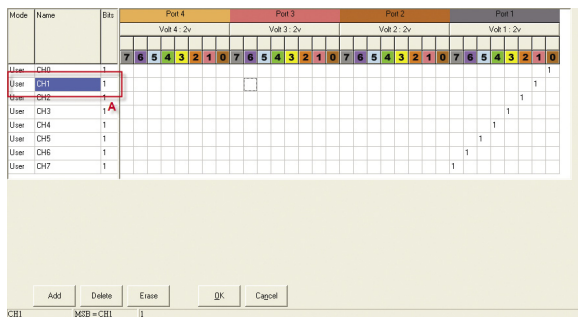 Mode Name Bits Port 4 Port 3 Port 2 Port 1
Volt 4 : 2v Volt 3 : 2v Volt 2 : 2v Volt 1 : 2v
7 6 5 4 3 2 1 0 7 6 5 4 3 2 1 0 7 6 5 4 3 2 1 0 7 6 5 4 3 2 1 0
User CH0 1 1
User CH1 1 1
User CH2 1 1
A
User CH3 1 1
User CH4 1 1
User CH5 1 1
User CH6 1 1
User CH7 1 1
Add Delete Erase OK Cancel
CH1 MSB = CH1 1